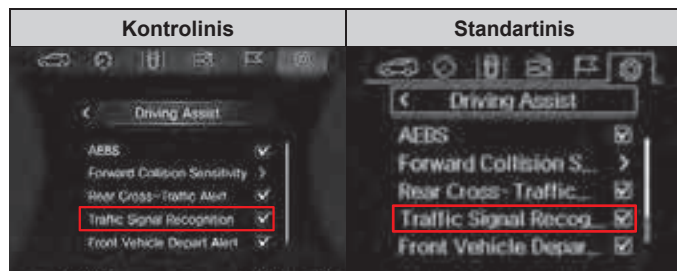 Kontrolinis
Standartinis
Driving Assist
AEBS
Forward Collision Sensitivity
Rear Cross-Traffic Alert
Traffic Signal Recognition
Front Vehicle Depart Alert
Driving Assist
AEBS
Forward Collision S...
Rear Cross-Traffic...
Traffic Signal Recog...
Front Vehicle Depar...